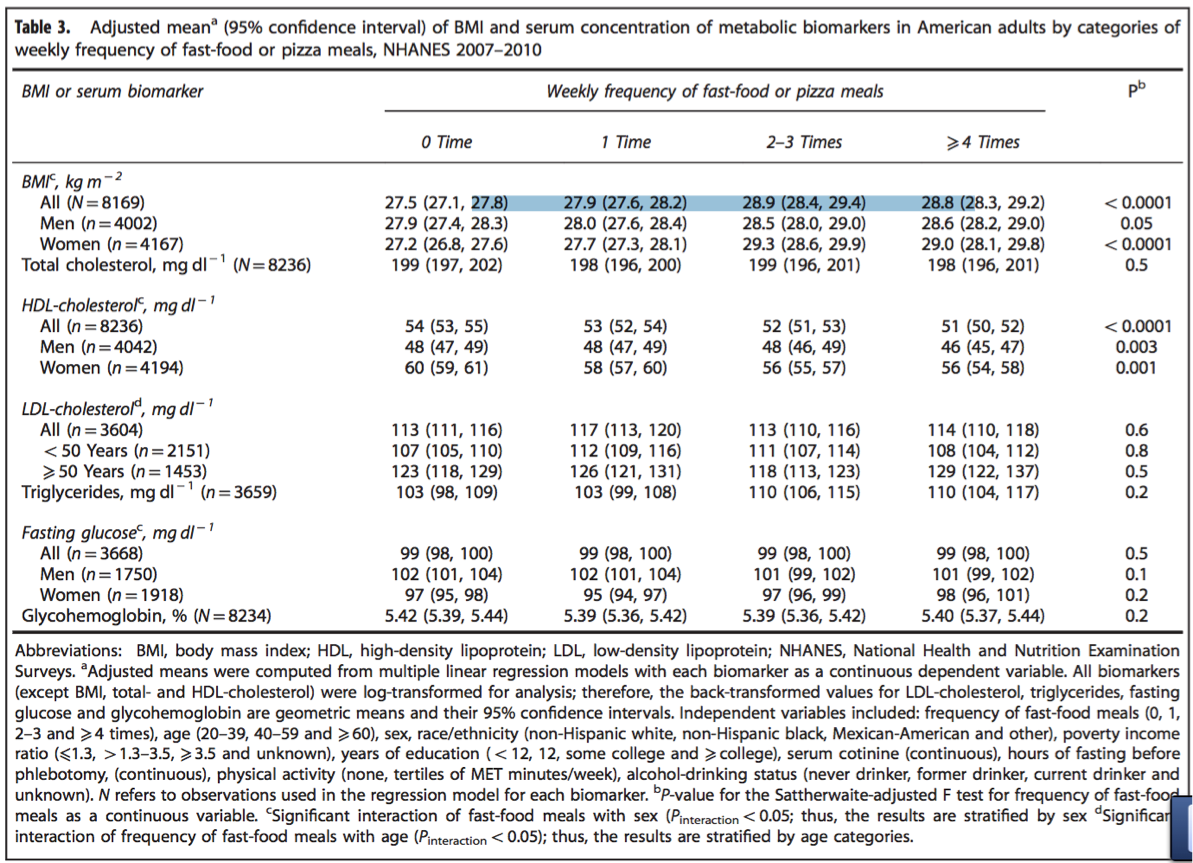 Table 3. Adjusted meanᵃ (95% confidence interval) of BMI and serum concentration of metabolic biomarkers in American adults by categories of
weekly frequency of fast-food or pizza meals, NHANES 2007–2010
BMI or serum biomarker Weekly frequency of fast-food or pizza meals Pᵇ
0 Time 1 Time 2–3 Times ⩾4 Times
BMIᶜ, kg m⁻²
All (N=8169) 27.5 (27.1, 27.8) 27.9 (27.6, 28.2) 28.9 (28.4, 29.4) 28.8 (28.3, 29.2) <0.0001
Men (n=4002) 27.9 (27.4, 28.3) 28.0 (27.6, 28.4) 28.5 (28.0, 29.0) 28.6 (28.2, 29.0) 0.05
Women (n=4167) 27.2 (26.8, 27.6) 27.7 (27.3, 28.1) 29.3 (28.6, 29.9) 29.0 (28.1, 29.8) <0.0001
Total cholesterol, mg dl⁻¹ (N=8236) 199 (197, 202) 198 (196, 200) 199 (196, 201) 198 (196, 201) 0.5
HDL-cholesterolᶜ, mg dl⁻¹
All (n=8236) 54 (53, 55) 53 (52, 54) 52 (51, 53) 51 (50, 52) <0.0001
Men (n=4042) 48 (47, 49) 48 (47, 49) 48 (46, 49) 46 (45, 47) 0.003
Women (n=4194) 60 (59, 61) 58 (57, 60) 56 (55, 57) 56 (54, 58) 0.001
LDL-cholesterolᵈ, mg dl⁻¹
All (n=3604) 113 (111, 116) 117 (113, 120) 113 (110, 116) 114 (110, 118) 0.6
<50 Years (n=2151) 107 (105, 110) 112 (109, 116) 111 (107, 114) 108 (104, 112) 0.8
⩾50 Years (n=1453) 123 (118, 129) 126 (121, 131) 118 (113, 123) 129 (122, 137) 0.5
Triglycerides, mg dl⁻¹ (n=3659) 103 (98, 109) 103 (99, 108) 110 (106, 115) 110 (104, 117) 0.2
Fasting glucoseᶜ, mg dl⁻¹
All (n=3668) 99 (98, 100) 99 (98, 100) 99 (98, 100) 99 (98, 100) 0.5
Men (n=1750) 102 (101, 104) 102 (101, 104) 101 (99, 102) 101 (99, 102) 0.1
Women (n=1918) 97 (95, 98) 95 (94, 97) 97 (96, 99) 98 (96, 101) 0.2
Glycohemoglobin, % (N=8234) 5.42 (5.39, 5.44) 5.39 (5.36, 5.42) 5.39 (5.36, 5.42) 5.40 (5.37, 5.44) 0.2
Abbreviations: BMI, body mass index; HDL, high-density lipoprotein; LDL, low-density lipoprotein; NHANES, National Health and Nutrition Examination
Surveys. ᵃAdjusted means were computed from multiple linear regression models with each biomarker as a continuous dependent variable. All biomarkers
(except BMI, total- and HDL-cholesterol) were log-transformed for analysis; therefore, the back-transformed values for LDL-cholesterol, triglycerides, fasting
glucose and glycohemoglobin are geometric means and their 95% confidence intervals. Independent variables included: frequency of fast-food meals (0, 1,
2–3 and ⩾4 times), age (20–39, 40–59 and ⩾60), sex, race/ethnicity (non-Hispanic white, non-Hispanic black, Mexican-American and other), poverty income
ratio (⩽1.3, >1.3–3.5, ⩾3.5 and unknown), years of education (<12, 12, some college and ⩾college), serum cotinine (continuous), hours of fasting before
phlebotomy, (continuous), physical activity (none, tertiles of MET minutes/week), alcohol-drinking status (never drinker, former drinker, current drinker and
unknown). N refers to observations used in the regression model for each biomarker. ᵇP-value for the Sattherwaite-adjusted F test for frequency of fast-food
meals as a continuous variable. ᶜSignificant interaction of fast-food meals with sex (Pinteraction <0.05; thus, the results are stratified by sex ᵈSignifican
interaction of frequency of fast-food meals with age (Pinteraction <0.05); thus, the results are stratified by age categories.